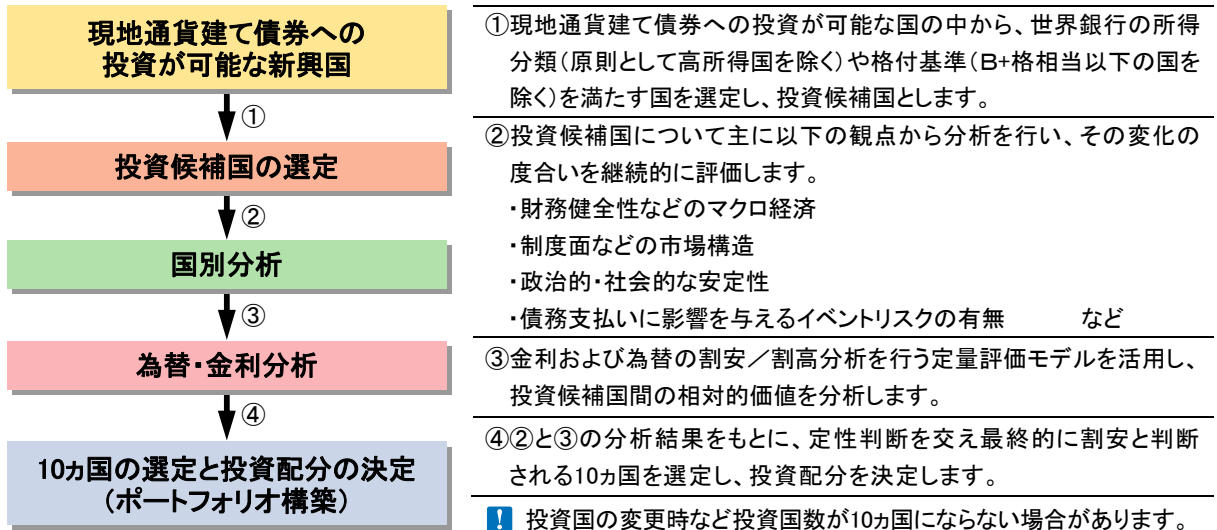 現地通貨建て債券への
投資が可能な新興国
①
投資候補国の選定
②
国別分析
③
為替・金利分析
④
10ヵ国の選定と投資配分の決定
（ポートフォリオ構築）
①現地通貨建て債券への投資が可能な国の中から、世界銀行の所得
分類（原則として高所得国を除く）や格付基準（B+格相当以下の国を
除く）を満たす国を選定し、投資候補国とします。
②投資候補国について主に以下の観点から分析を行い、その変化の
度合いを継続的に評価します。
・財務健全性などのマクロ経済
・制度面などの市場構造
・政治的・社会的な安定性
・債務支払いに影響を与えるイベントリスクの有無　　など
③金利および為替の割安／割高分析を行う定量評価モデルを活用し、
投資候補国間の相対的価値を分析します。
④②と③の分析結果をもとに、定性判断を交え最終的に割安と判断
される10ヵ国を選定し、投資配分を決定します。
! 投資国の変更時など投資国数が10ヵ国にならない場合があります。